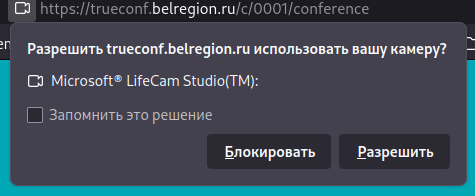 https://trueconf.belregion.ru/c/0001/conference
Разрешить trueconf.belregion.ru использовать вашу камеру?
Microsoft® LifeCam Studio(TM):
Запомнить это решение
Блокировать
Разрешить